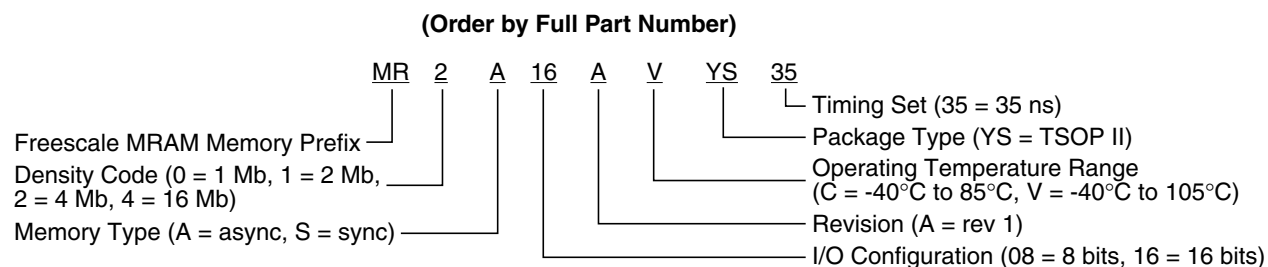 (Order by Full Part Number)
MR 2 A 16 A V YS 35
Timing Set (35 = 35 ns)
Freescale MRAM Memory Prefix
Package Type (YS = TSOP II)
Density Code (0 = 1 Mb, 1 = 2 Mb,
2 = 4 Mb, 4 = 16 Mb)
Operating Temperature Range
(C = -40°C to 85°C, V = -40°C to 105°C)
Memory Type (A = async, S = sync)
Revision (A = rev 1)
I/O Configuration (08 = 8 bits, 16 = 16 bits)